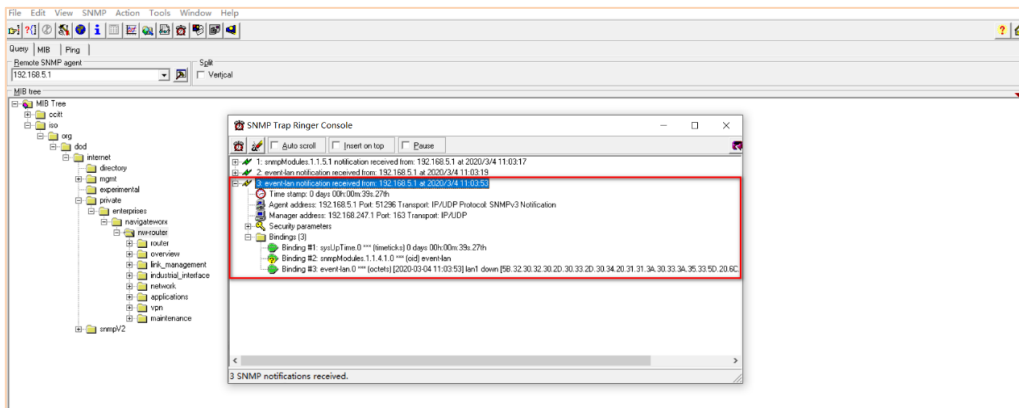 File Edit View SNMP Action Tools Window Help
Query MIB Ping
Remote SNMP agent
Split
192.168.5.1
Vertical
MIB tree
MIB Tree
ccitt
iso
org
dod
internet
directory
mgmt
experimental
private
enterprises
navigateworx
nwrouter
router
overview
link_management
industrial_interface
network
applications
vpn
maintenance
snmpV2
SNMP Trap Ringer Console
Auto scroll Insert on top Pause
1: snmpModules.1.1.5.1 notification received from: 192.168.5.1 at 2020/3/4 11:03:17
2: event-lan notification received from: 192.168.5.1 at 2020/3/4 11:03:19
3: event-lan notification received from: 192.168.5.1 at 2020/3/4 11:03:53
Time stamp: 0 days 00h:00m:39s.27th
Agent address: 192.168.5.1 Port: 51296 Transport: IP/UDP Protocol: SNMPv3 Notification
Manager address: 192.168.247.1 Port: 163 Transport: IP/UDP
Security parameters
Bindings (3)
Binding #1: sysUpTime.0 *** (timeticks) 0 days 00h:00m:39s.27th
Binding #2: snmpModules.1.1.4.1.0 *** (oid) event-lan
Binding #3: event-lan.0 *** (octets) [2020-03-04 11:03:53] lan1 down [5B.32.30.32.30.2D.30.33.2D.30.34.20.31.31.3A.30.33.3A.35.33.5D.20.6C
3 SNMP notifications received.